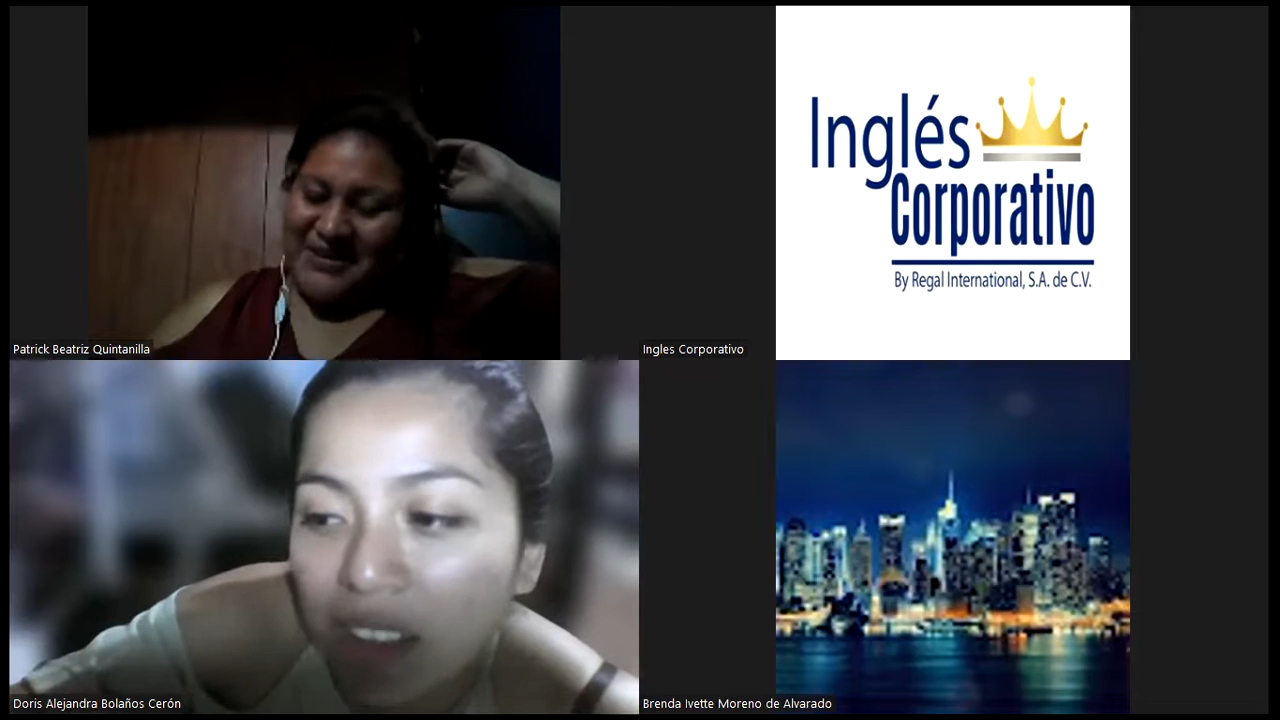 Inglés
Corporativo
By Regal International, S.A. de C.V.
Patrick Beatriz Quintanilla
Ingles Corporativo
Doris Alejandra Bolaños Cerón
Brenda Ivette Moreno de Alvarado